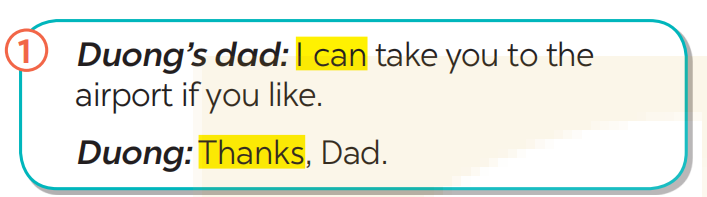 1
Duong's dad: I can take you to the
airport if you like.
Duong: Thanks, Dad.